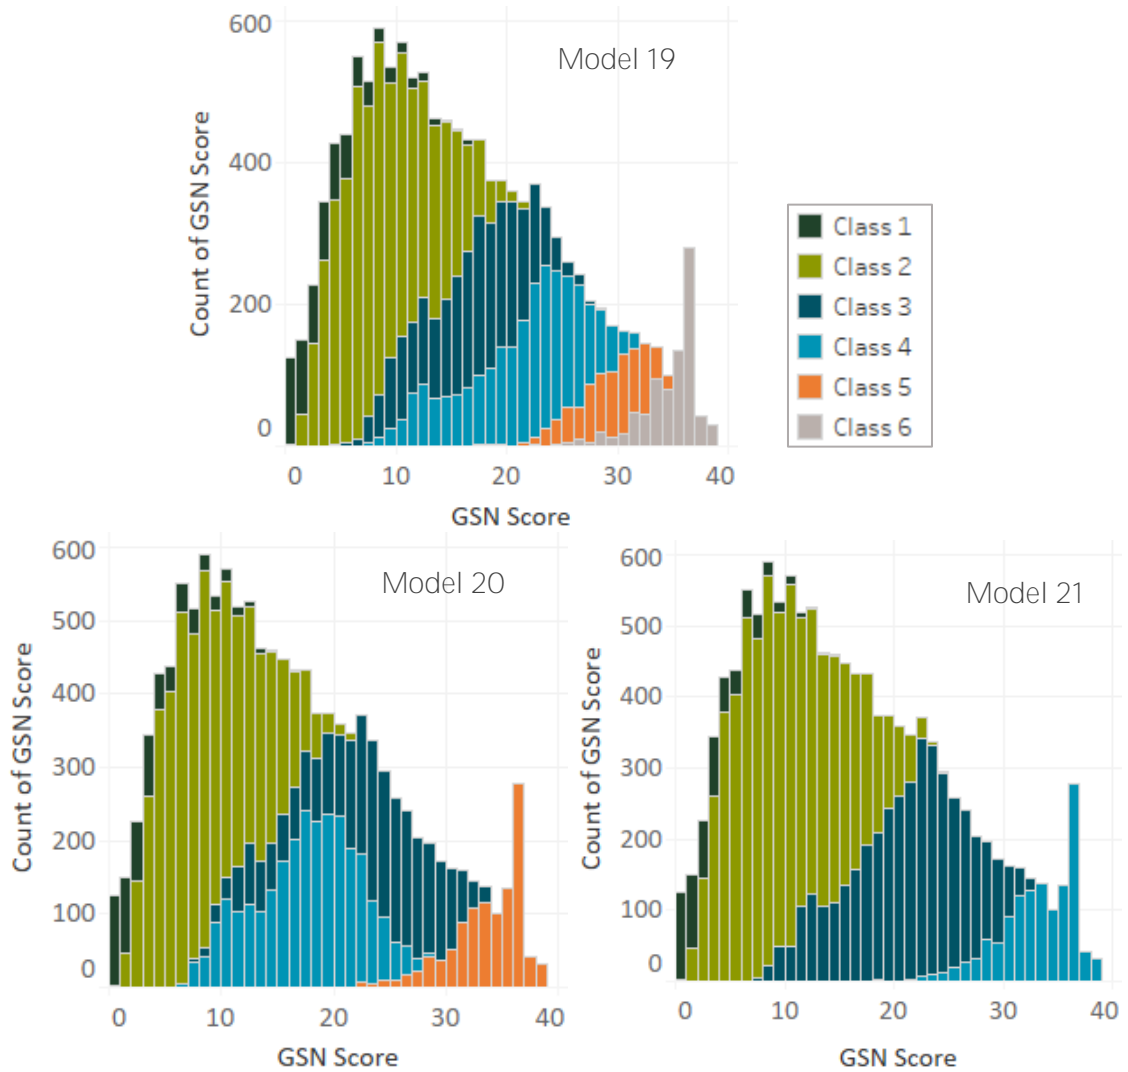 Model 19
Count of GSN Score
600
400
200
0
0 10 20 30 40
GSN Score
Class 1
Class 2
Class 3
Class 4
Class 5
Class 6
Model 20
Count of GSN Score
600
500
400
300
200
100
0
0 10 20 30 40
GSN Score
Model 21
Count of GSN Score
600
500
400
300
200
100
0
0 10 20 30 40
GSN Score